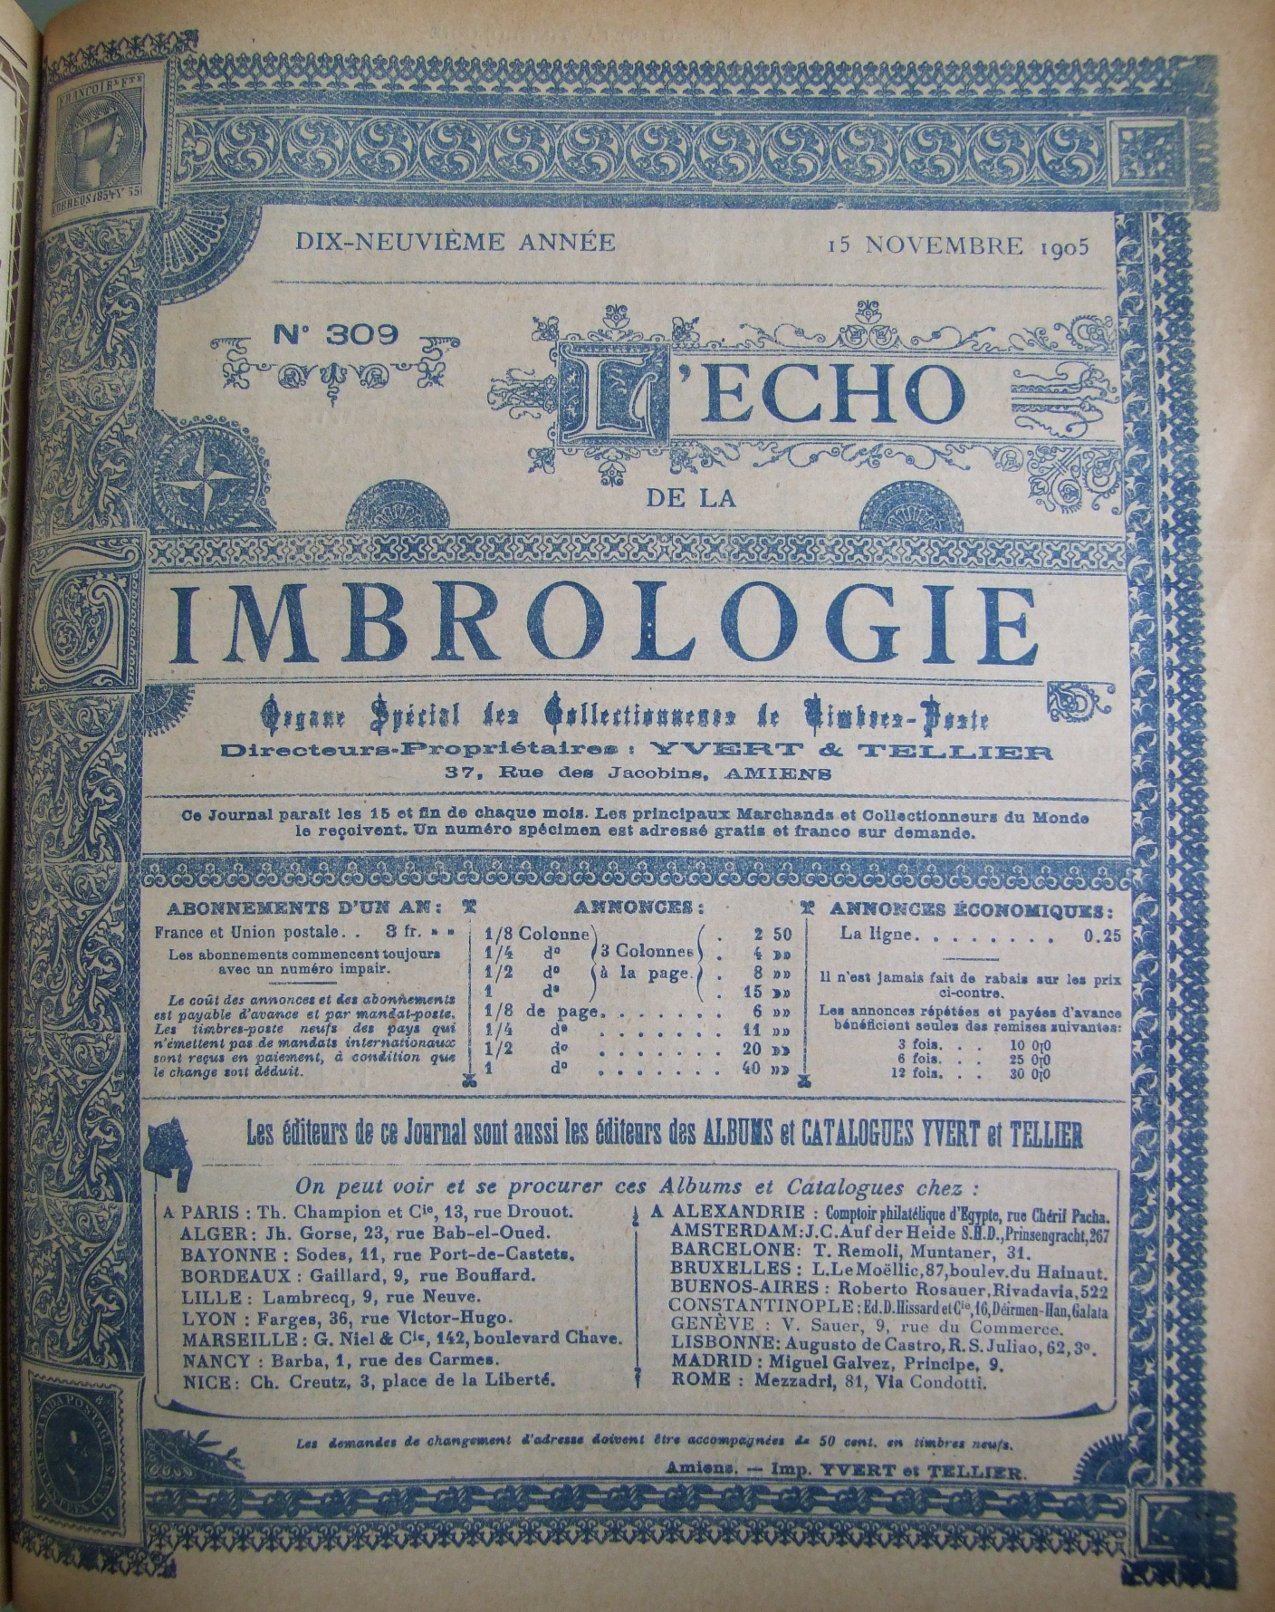 DIX-NEUVIÈME ANNÉE
15 NOVEMBRE 1905
N° 309
L'ECHO
DE LA
TIMBROLOGIE
Organe Spécial des Collectionneurs de Timbres-Poste
Directeurs-Propriétaires : YVERT & TELLIER
37, Rue des Jacobins, AMIENS
Ce Journal parait les 15 et fin de chaque mois. Les principaux Marchands et Collectionneurs du Monde
le reçoivent. Un numéro spécimen est adressé gratis et franco sur demande.
ABONNEMENTS D'UN AN:
France et Union postale. . 3 fr. » »
Les abonnements commencent toujours
avec un numéro impair.
Le coût des annonces et des abonnements
est payable d'avance et par mandat-poste.
Les timbres-poste neufs des pays qui
n'émettent pas de mandats internationaux
sont reçus en paiement, à condition que
le change soit déduit.
ANNONCES:
1/8 Colonne . 2 50
1/4 d° 3 Colonnes . 4 »»
1/2 d° à la page. . 8 »»
1 d° . 15 »»
1/8 de page. . . . . . . 6 »»
1/4 d° . . . . . . . 11 »»
1/2 d° . . . . . . . 20 »»
1 d° . . . . . . . 40 »»
ANNONCES ÉCONOMIQUES:
La ligne. . . . . . . . 0.25
Il n'est jamais fait de rabais sur les prix
ci-contre.
Les annonces répétées et payées d'avance
bénéficient seules des remises suivantes:
3 fois. . . 10 0|0
6 fois. . . 25 0|0
12 fois. . . 30 0|0
Les éditeurs de ce Journal sont aussi les éditeurs des ALBUMS et CATALOGUES YVERT et TELLIER
On peut voir et se procurer ces Albums et Catalogues chez :
A PARIS : Th. Champion et Cie, 13, rue Drouot.
ALGER : Jh. Gorse, 23, rue Bab-el-Oued.
BAYONNE : Sodes, 11, rue Port-de-Castets.
BORDEAUX : Gaillard, 9, rue Bouffard.
LILLE : Lambrecq, 9, rue Neuve.
LYON : Farges, 36, rue Victor-Hugo.
MARSEILLE : G. Niel & Cie, 142, boulevard Chave.
NANCY : Barba, 1, rue des Carmes.
NICE : Ch. Creutz, 3, place de la Liberté.
A ALEXANDRIE : Comptoir philatélique d'Egypte, rue Chérif Pacha.
AMSTERDAM: J.C. Auf der Heide S.H.D., Prinsengracht, 267
BARCELONE: T. Remoli, Muntaner, 31.
BRUXELLES : L. Le Moëllic, 87, boulev. du Hainaut.
BUENOS-AIRES : Roberto Rosauer, Rivadavia, 522
CONSTANTINOPLE: Ed. D. Hissard et Cie, 16, Déirmen-Han, Galata
GENÈVE : V. Sauer, 9, rue du Commerce.
LISBONNE: Augusto de Castro, R. S. Juliao, 62, 3°.
MADRID : Miguel Galvez, Principe, 9.
ROME : Mezzadri, 81, Via Condotti.
Les demandes de changement d'adresse doivent être accompagnées de 50 cent. en timbres neufs.
Amiens. — Imp. YVERT et TELLIER.